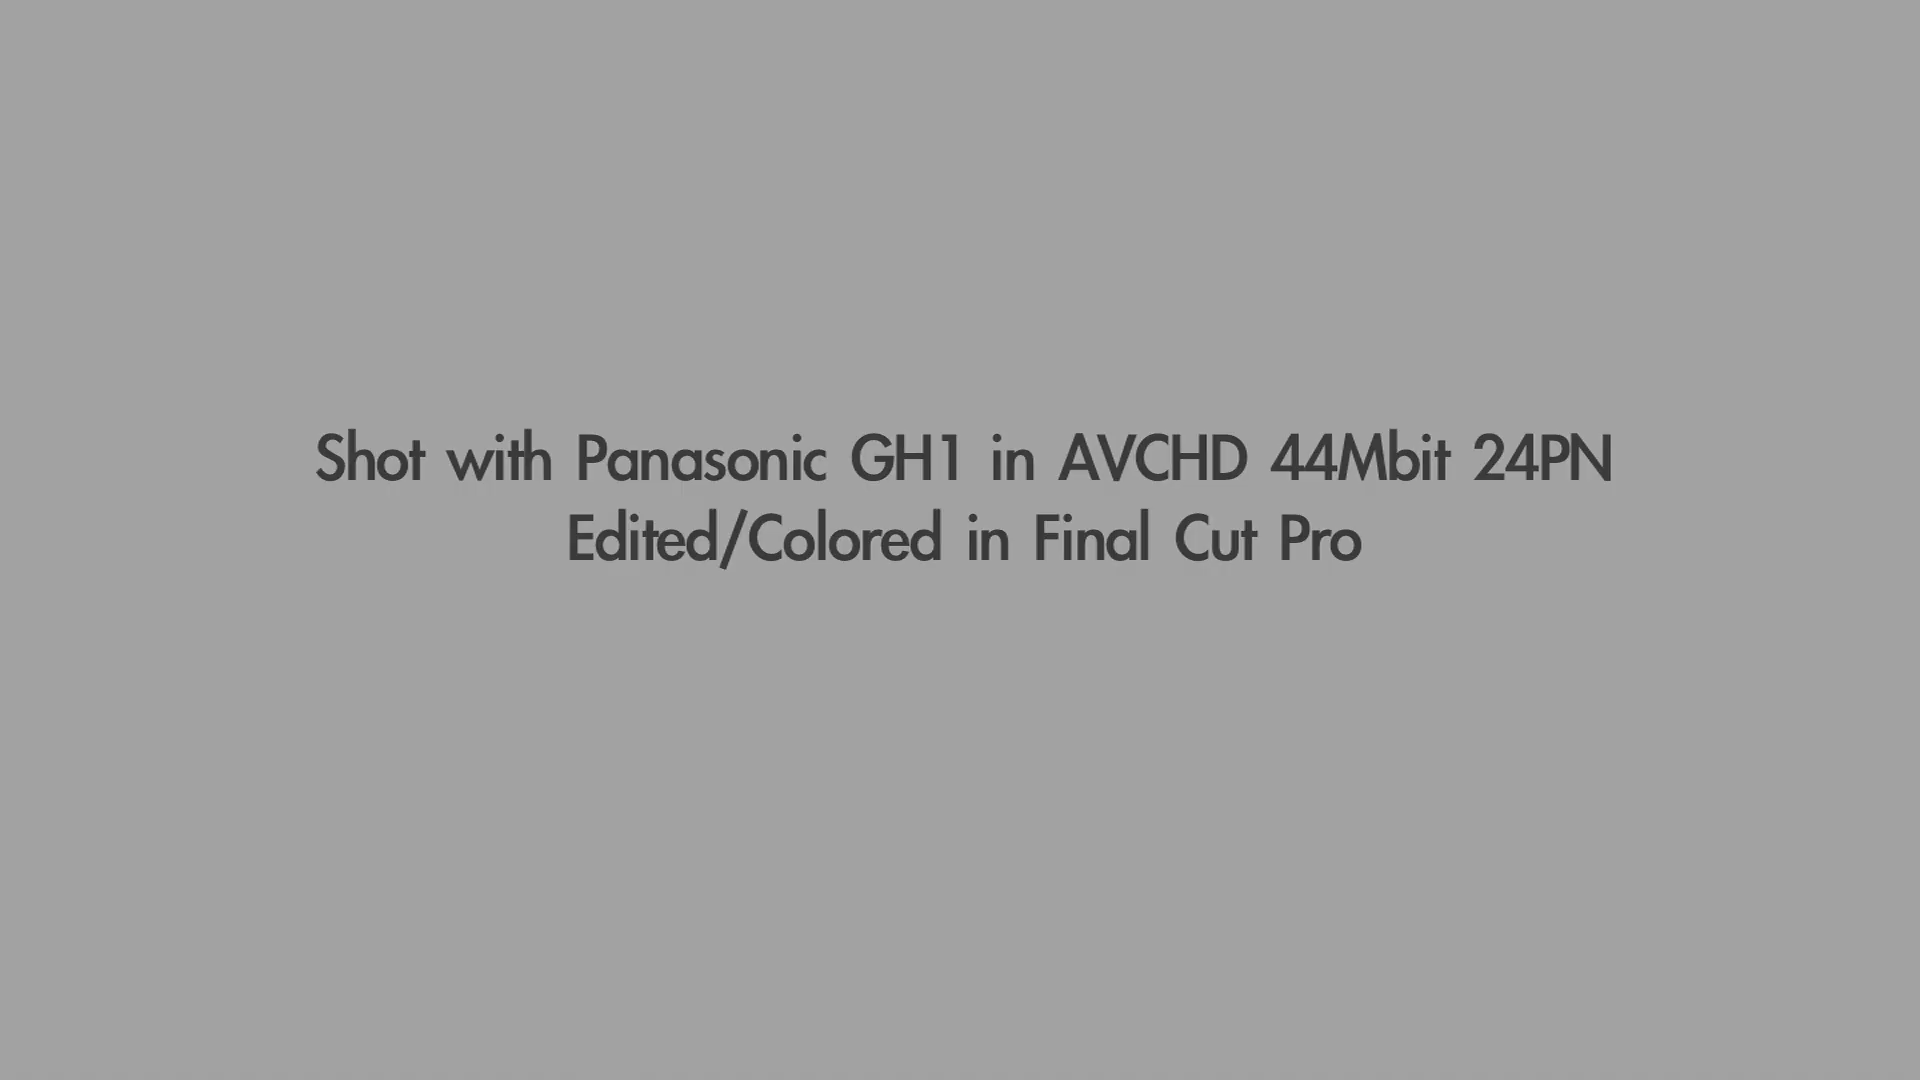 Shot with Panasonic GH1 in AVCHD 44Mbit 24PN
Edited/Colored in Final Cut Pro